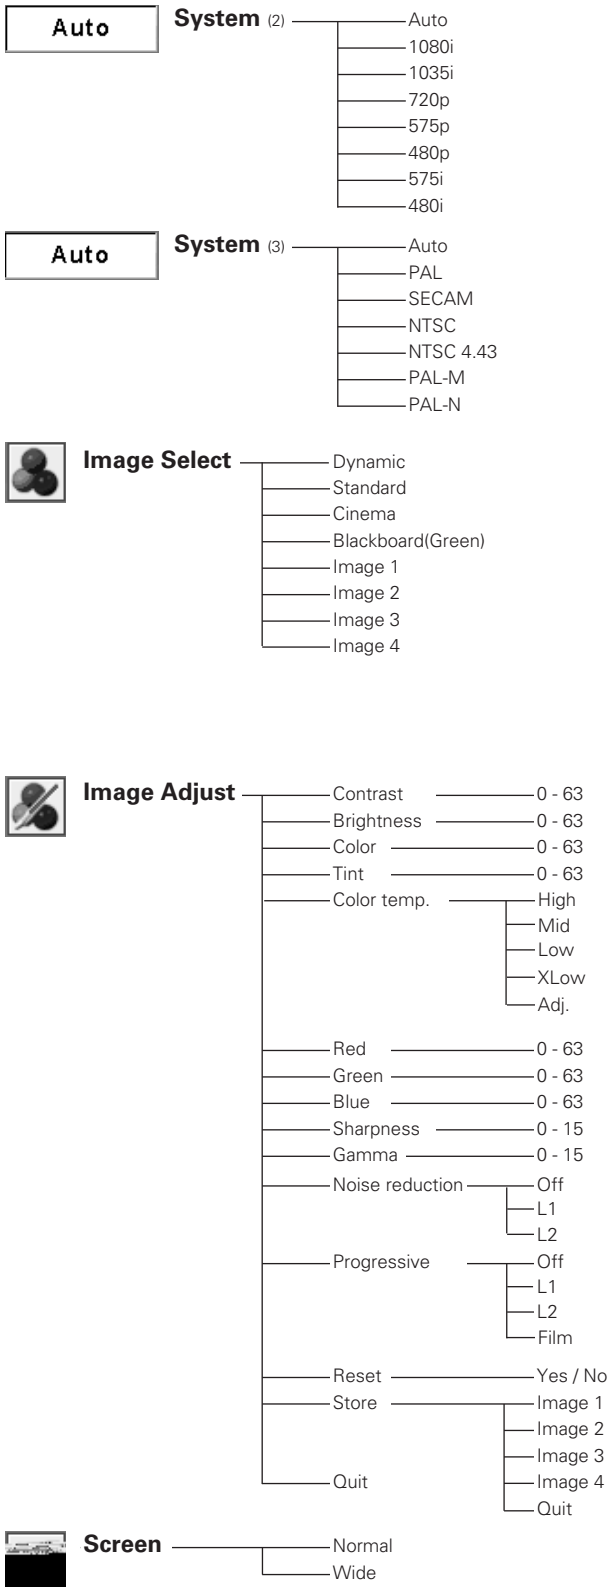 Auto System (2) Auto
1080i
1035i
720p
575p
480p
575i
480i
Auto System (3) Auto
PAL
SECAM
NTSC
NTSC 4.43
PAL-M
PAL-N
Image Select Dynamic
Standard
Cinema
Blackboard(Green)
Image 1
Image 2
Image 3
Image 4
Image Adjust Contrast 0 - 63
Brightness 0 - 63
Color 0 - 63
Tint 0 - 63
Color temp. High
Mid
Low
XLow
Adj.
Red 0 - 63
Green 0 - 63
Blue 0 - 63
Sharpness 0 - 15
Gamma 0 - 15
Noise reduction Off
L1
L2
Progressive Off
L1
L2
Film
Reset Yes / No
Store Image 1
Image 2
Image 3
Quit Image 4
Quit
Screen Normal
Wide